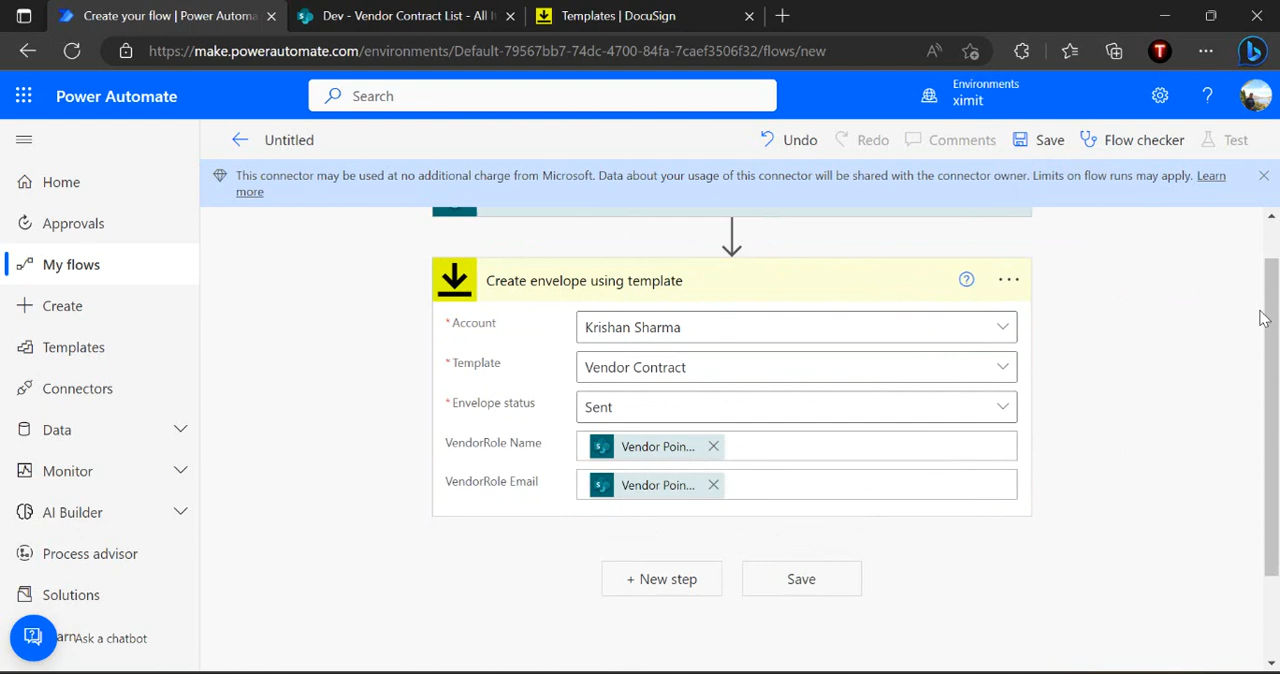 Create your flow | Power Automa
Dev - Vendor Contract List - All I
Templates | DocuSign
https://make.powerautomate.com/environments/Default-79567bb7-74dc-4700-84fa-7caef3506f32/flows/new
Power Automate
Search
Environments
ximit
Untitled
Undo
Redo
Comments
Save
Flow checker
Test
This connector may be used at no additional charge from Microsoft. Data about your usage of this connector will be shared with the connector owner. Limits on flow runs may apply. Learn
more
Home
Approvals
My flows
Create
Templates
Connectors
Data
Monitor
AI Builder
Process advisor
Solutions
arn
Ask a chatbot
Create envelope using template
* Account
Krishan Sharma
* Template
Vendor Contract
* Envelope status
Sent
VendorRole Name
Vendor Poin...
VendorRole Email
Vendor Poin...
+ New step
Save